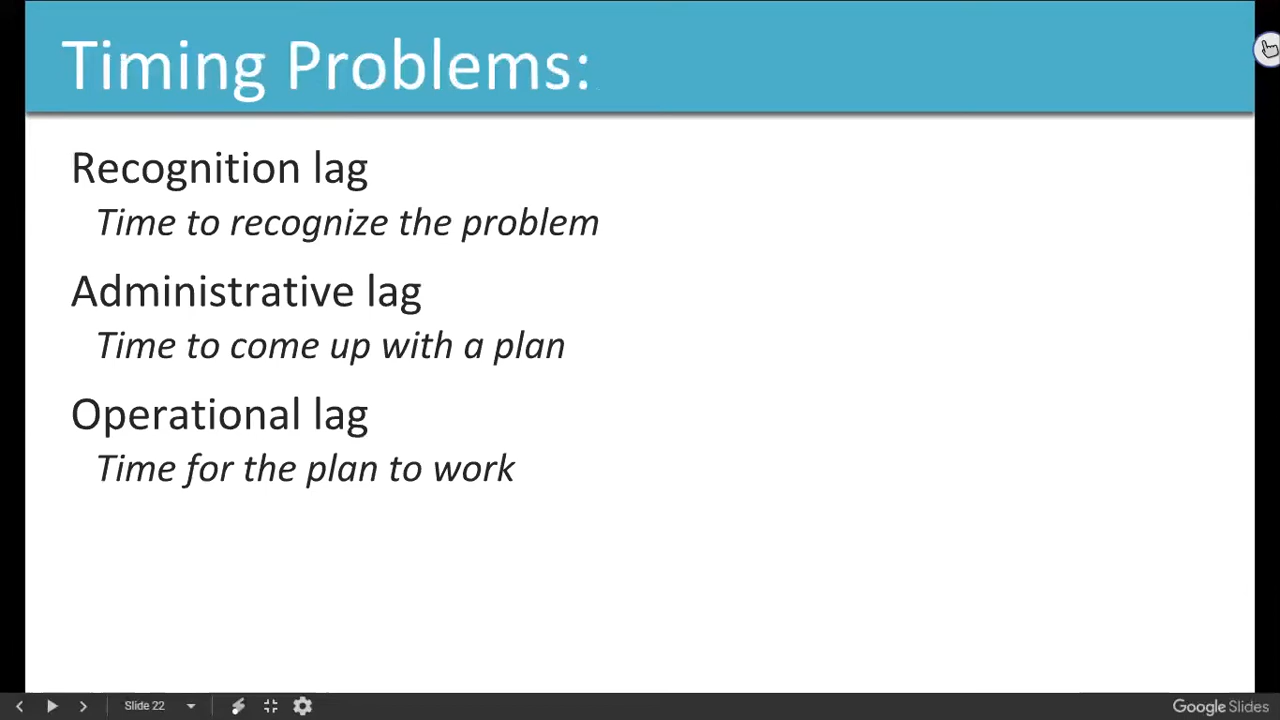 Timing Problems:
Recognition lag
Time to recognize the problem
Administrative lag
Time to come up with a plan
Operational lag
Time for the plan to work
Slide 22
Google Slides